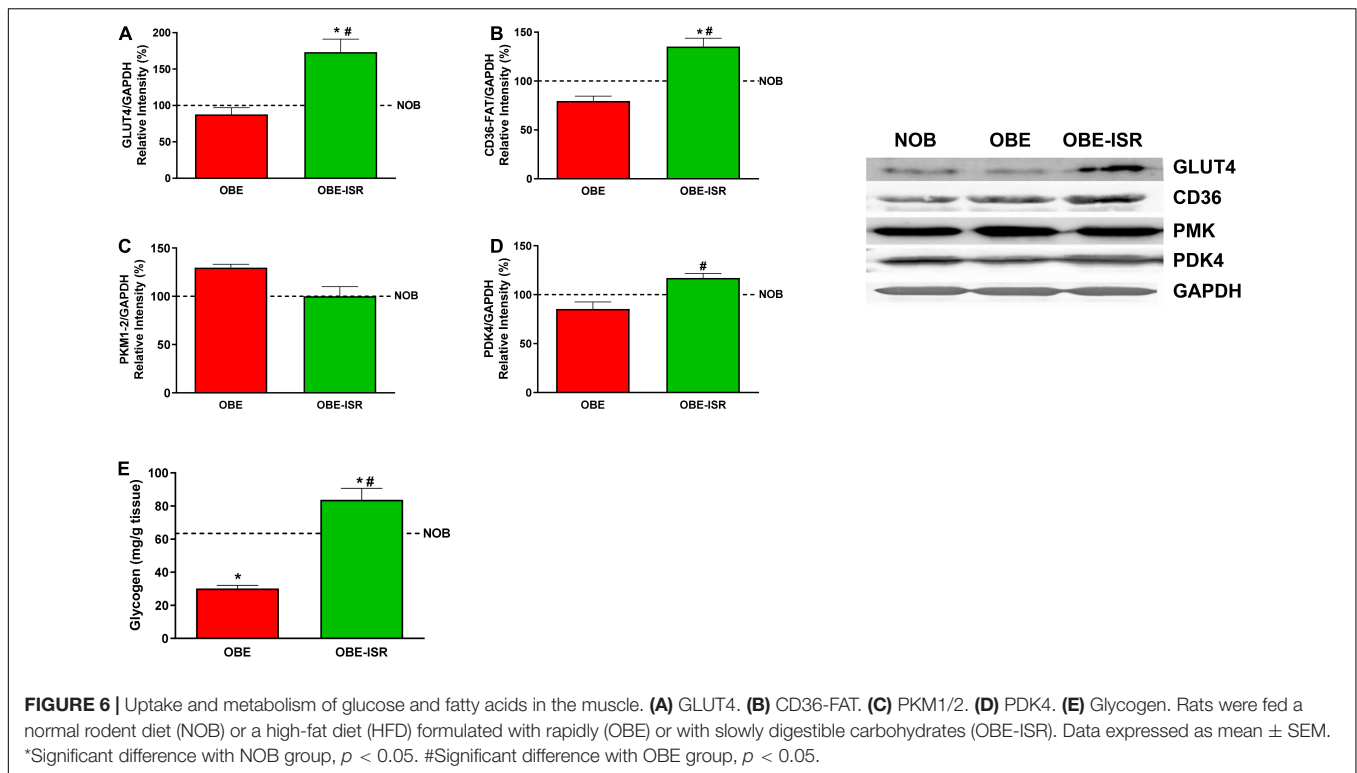 A
GLUT4/GAPDH
Relative Intensity (%)
200
150
100
50
0
* #
NOB
OBE
OBE-ISR
B
CD36-FAT/GAPDH
Relative Intensity (%)
150
100
50
0
*#
NOB
OBE
OBE-ISR
NOB OBE OBE-ISR
GLUT4
CD36
PMK
PDK4
GAPDH
C
PKM1-2/GAPDH
Relative Intensity (%)
150
100
50
0
NOB
OBE
OBE-ISR
D
PDK4/GAPDH
Relative Intensity (%)
150
100
50
0
#
NOB
OBE
OBE-ISR
E
Glycogen (mg/g tissue)
100
80
60
40
20
0
*
* #
NOB
OBE
OBE-ISR
FIGURE 6 | Uptake and metabolism of glucose and fatty acids in the muscle. (A) GLUT4. (B) CD36-FAT. (C) PKM1/2. (D) PDK4. (E) Glycogen. Rats were fed a
normal rodent diet (NOB) or a high-fat diet (HFD) formulated with rapidly (OBE) or with slowly digestible carbohydrates (OBE-ISR). Data expressed as mean ± SEM.
*Significant difference with NOB group, p < 0.05. #Significant difference with OBE group, p < 0.05.